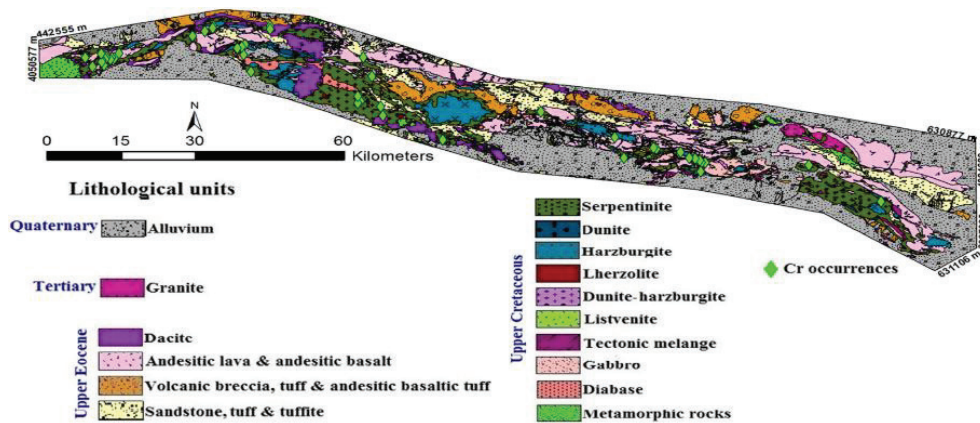 442555 m
4050577 m
N
0 15 30 60
Kilometers
630877 m
631106 m
Lithological units
Quaternary Alluvium
Tertiary Granite
Upper Eocene
Dacite
Andesitic lava & andesitic basalt
Volcanic breccia, tuff & andesitic basaltic tuff
Sandstone, tuff & tuffite
Upper Cretaceous
Serpentinite
Dunite
Harzburgite
Lherzolite
Dunite-harzburgite
Listvenite
Tectonic melange
Gabbro
Diabase
Metamorphic rocks
Cr occurrences